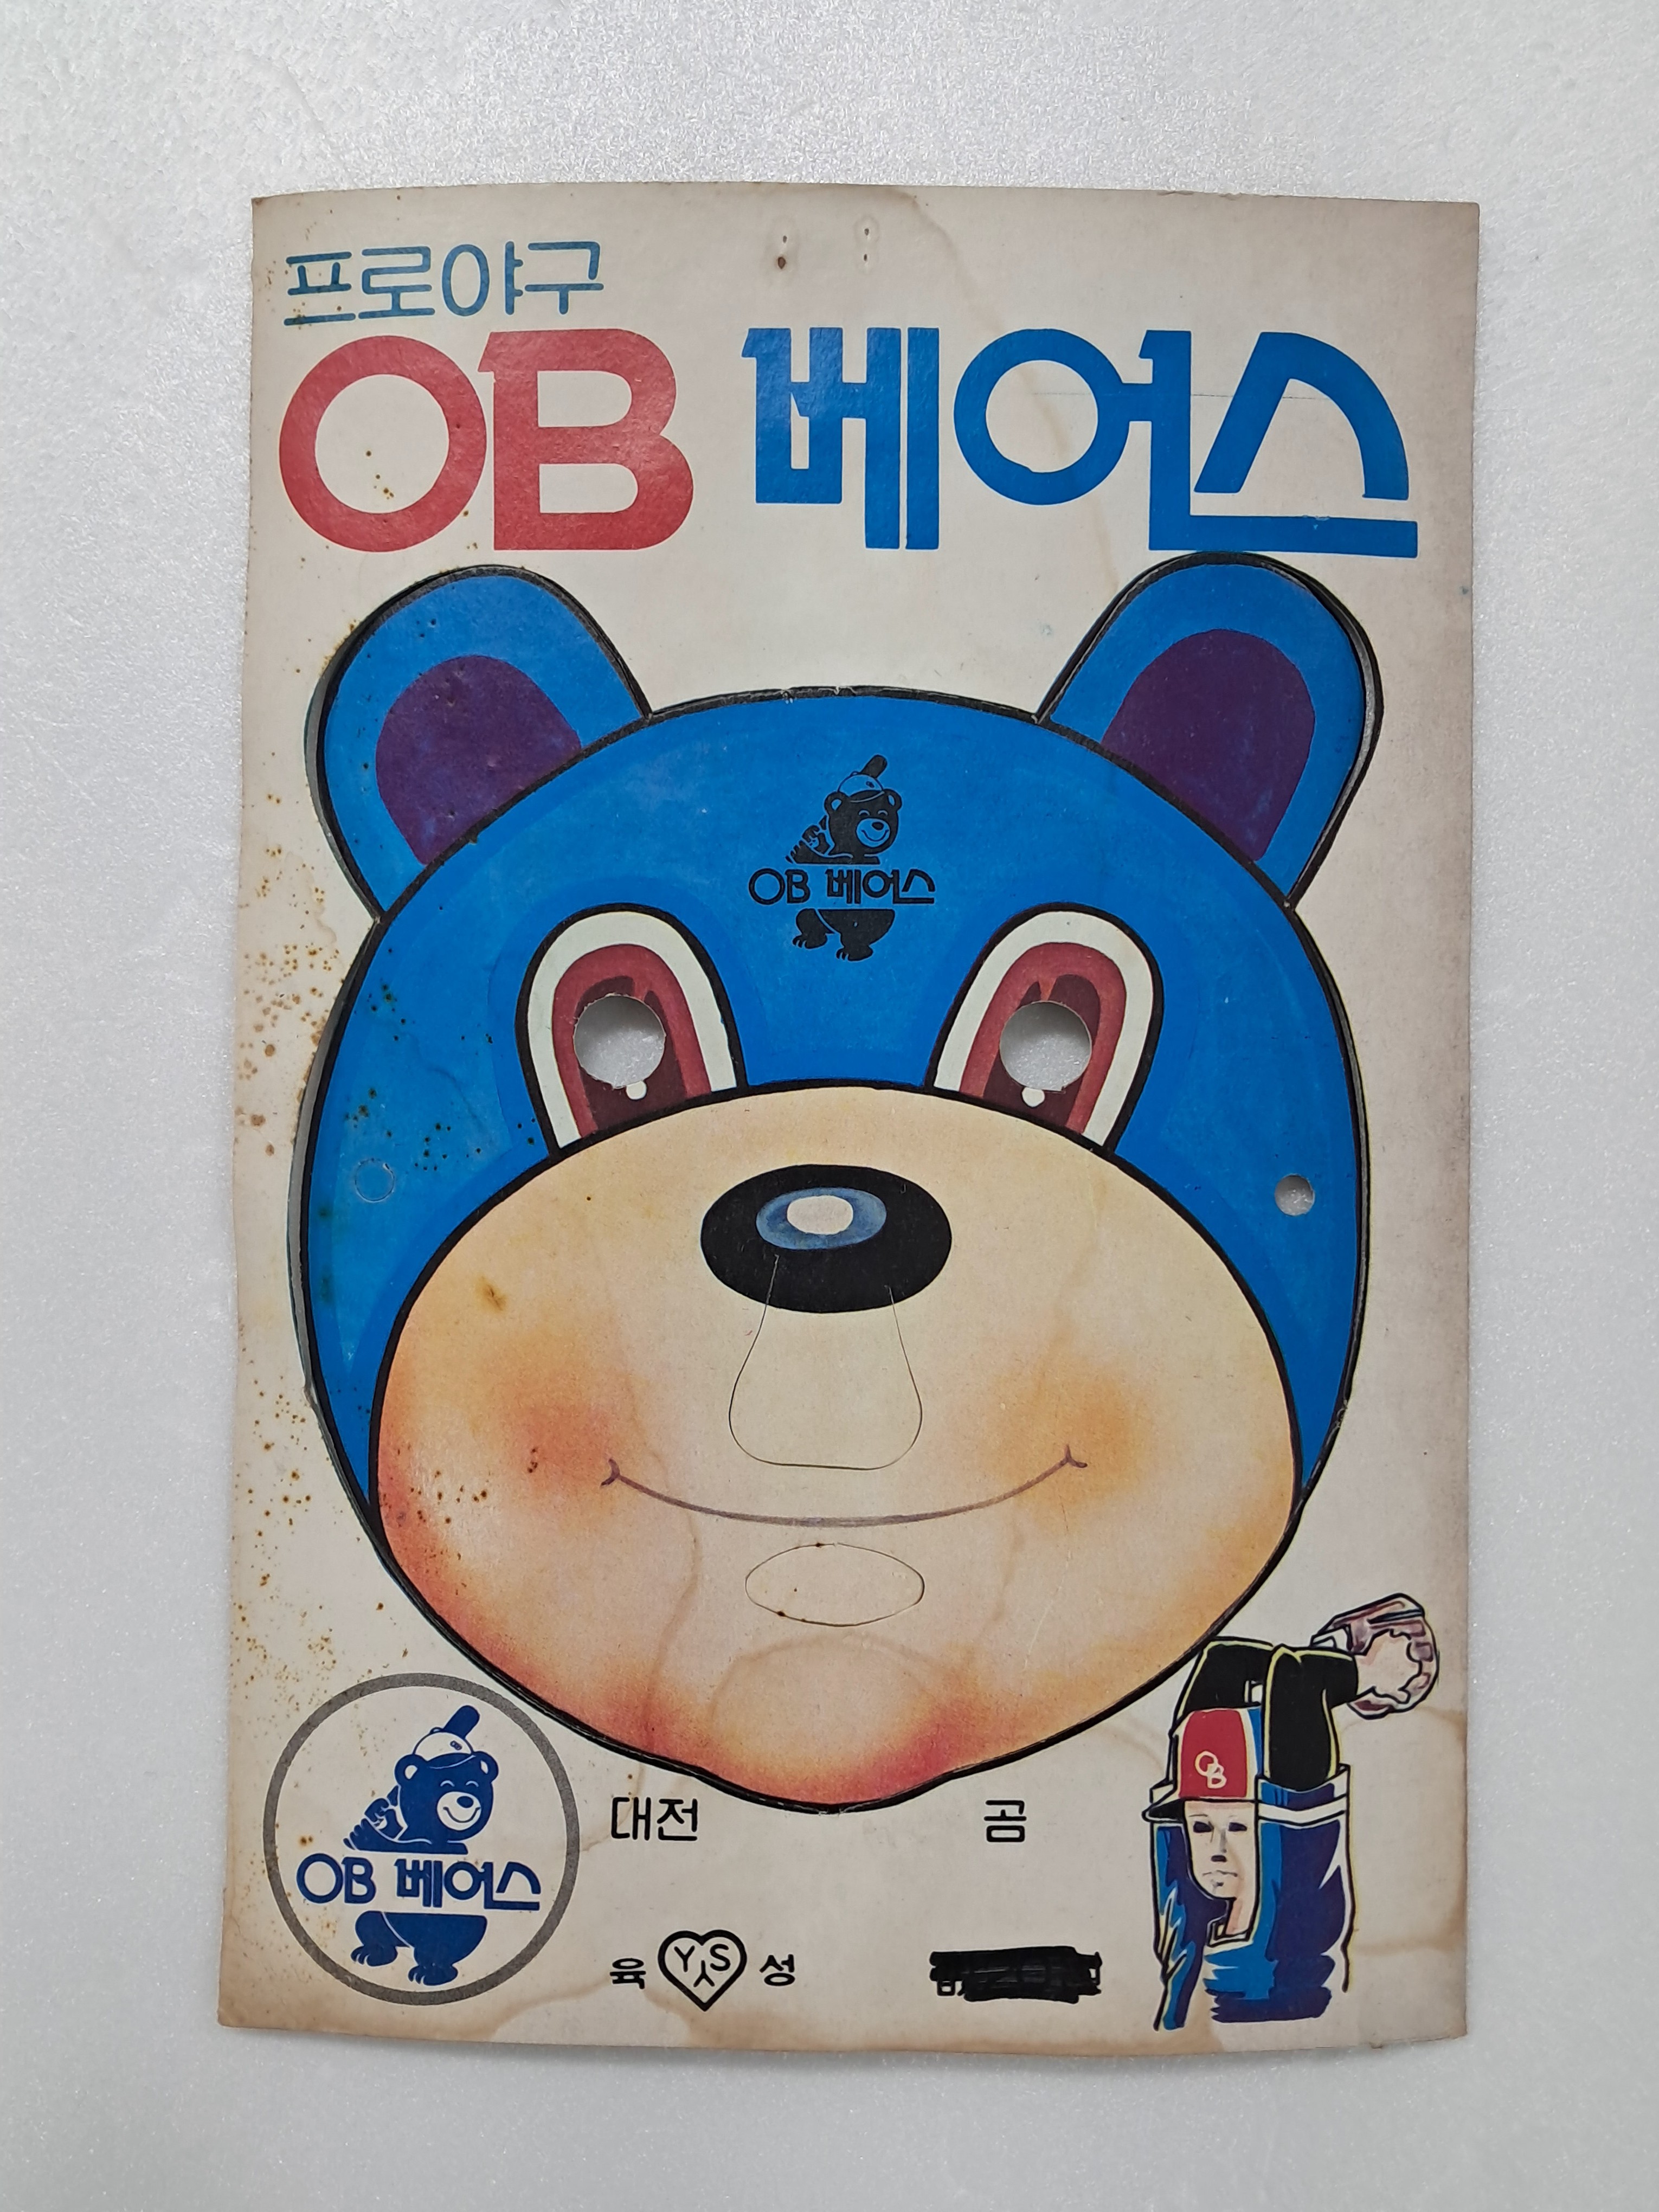 프로야구
OB 베어스
OB 베어스
OB
OB 베어스
대전 곰
육 YS 성